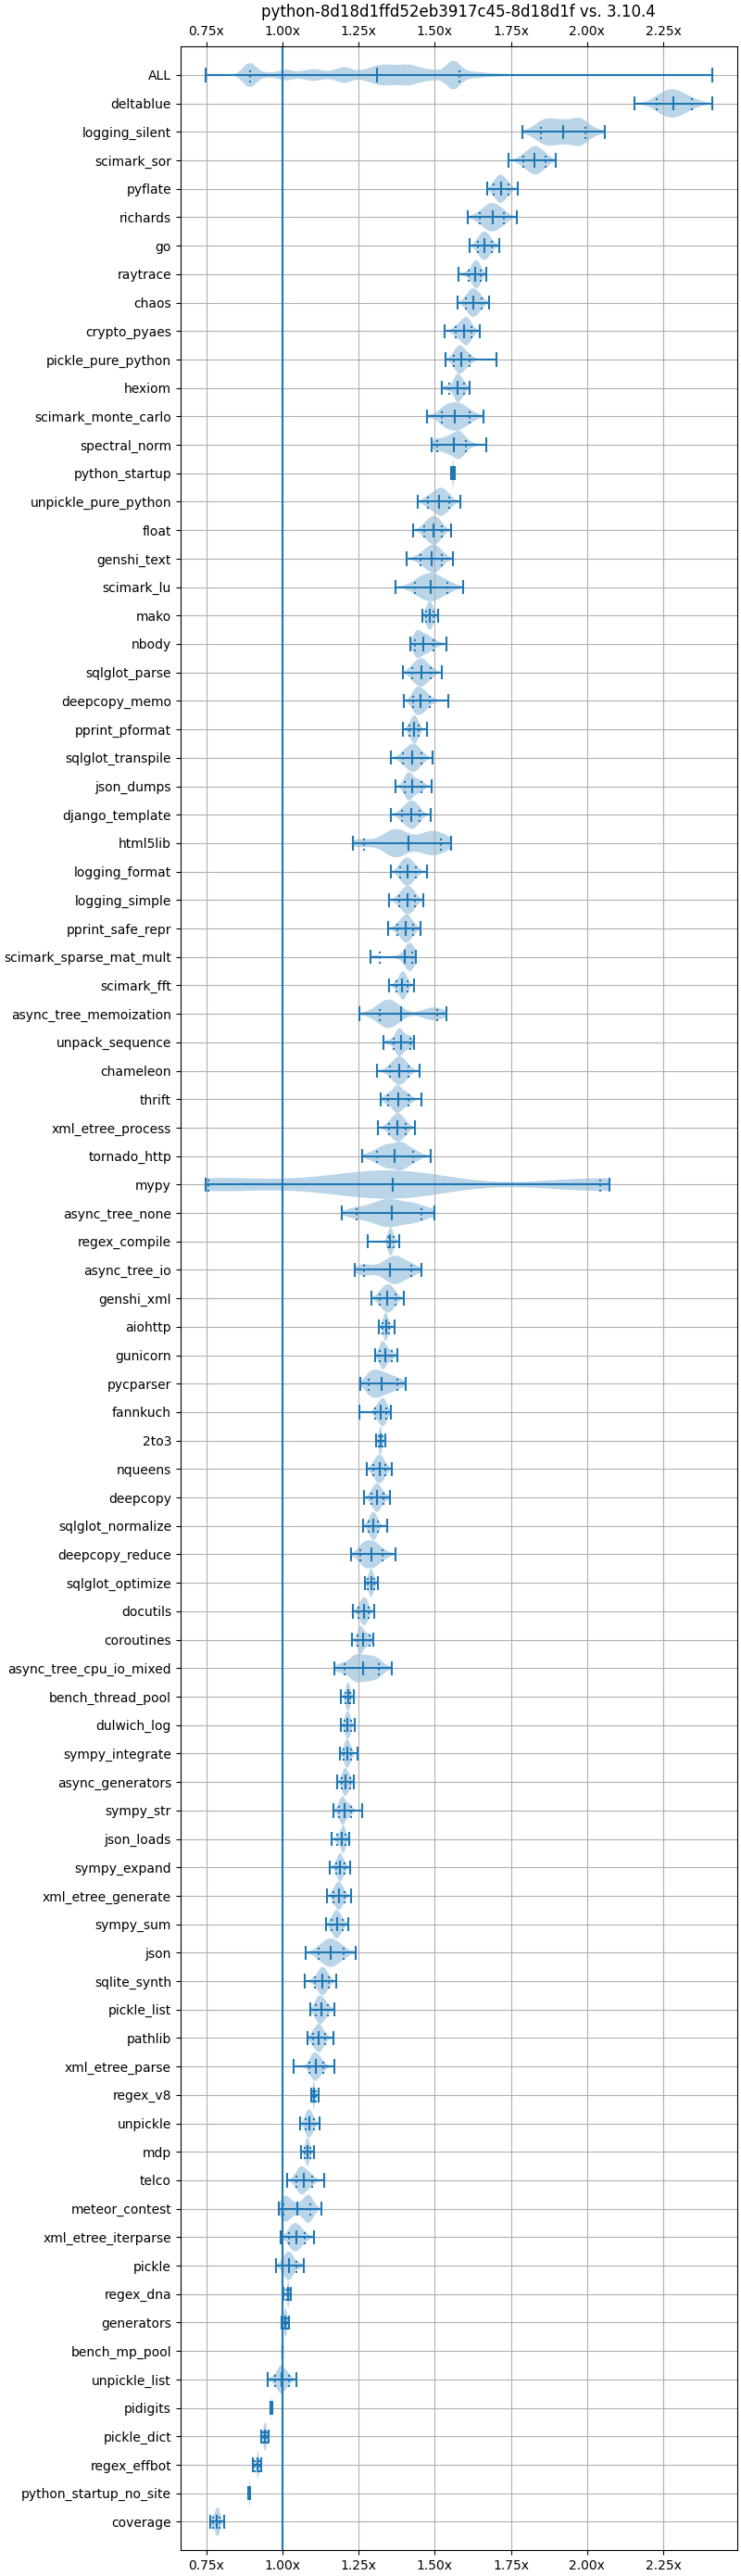 python-8d18d1ffd52eb3917c45-8d18d1f vs. 3.10.4
0.75x 1.00x 1.25x 1.50x 1.75x 2.00x 2.25x
ALL
deltablue
logging_silent
scimark_sor
pyflate
richards
go
raytrace
chaos
crypto_pyaes
pickle_pure_python
hexiom
scimark_monte_carlo
spectral_norm
python_startup
unpickle_pure_python
float
genshi_text
scimark_lu
mako
nbody
sqlglot_parse
deepcopy_memo
pprint_pformat
sqlglot_transpile
json_dumps
django_template
html5lib
logging_format
logging_simple
pprint_safe_repr
scimark_sparse_mat_mult
scimark_fft
async_tree_memoization
unpack_sequence
chameleon
thrift
xml_etree_process
tornado_http
mypy
async_tree_none
regex_compile
async_tree_io
genshi_xml
aiohttp
gunicorn
pycparser
fannkuch
2to3
nqueens
deepcopy
sqlglot_normalize
deepcopy_reduce
sqlglot_optimize
docutils
coroutines
async_tree_cpu_io_mixed
bench_thread_pool
dulwich_log
sympy_integrate
async_generators
sympy_str
json_loads
sympy_expand
xml_etree_generate
sympy_sum
json
sqlite_synth
pickle_list
pathlib
xml_etree_parse
regex_v8
unpickle
mdp
telco
meteor_contest
xml_etree_iterparse
pickle
regex_dna
generators
bench_mp_pool
unpickle_list
pidigits
pickle_dict
regex_effbot
python_startup_no_site
coverage
0.75x 1.00x 1.25x 1.50x 1.75x 2.00x 2.25x